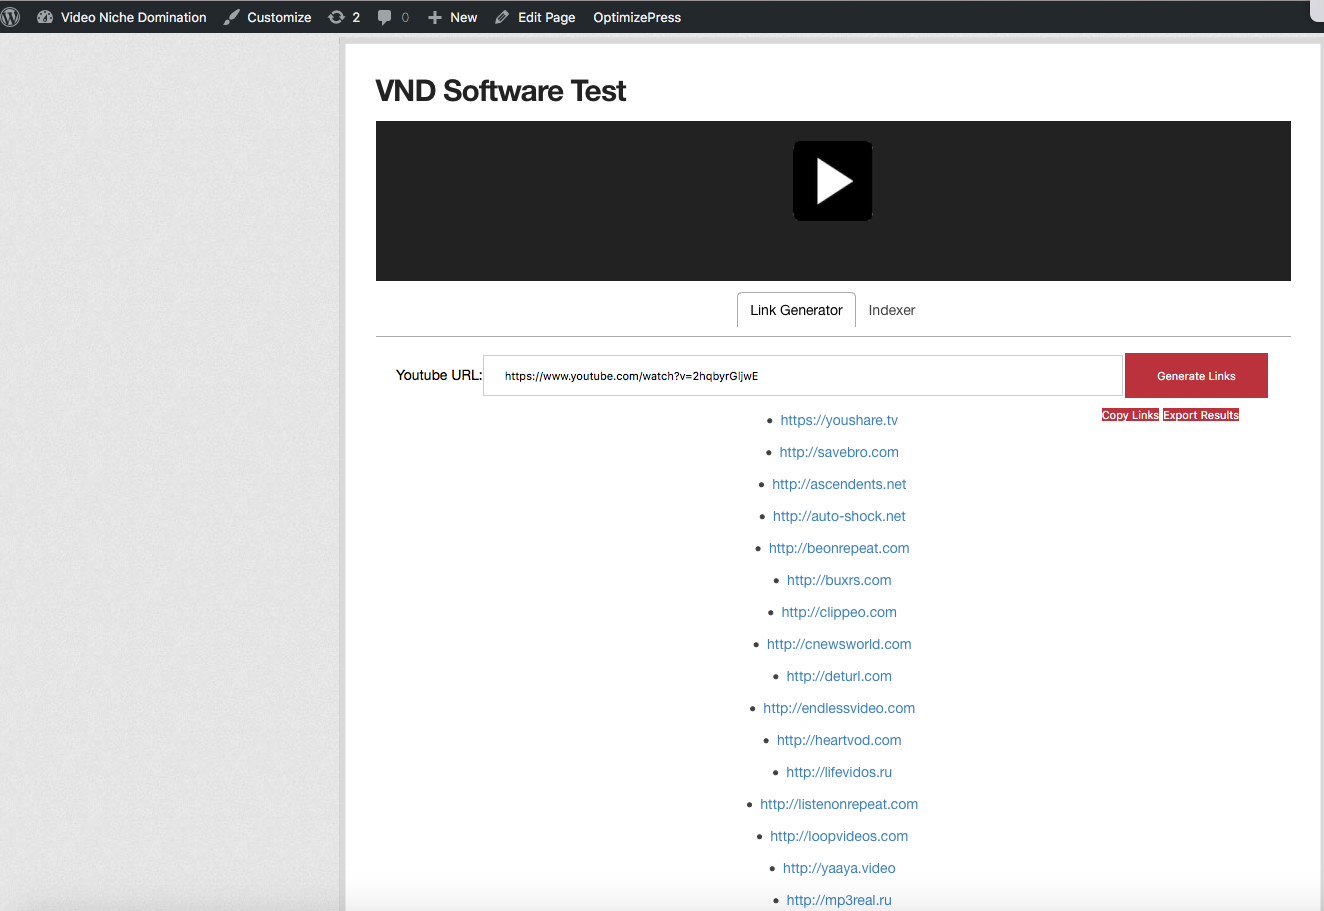 Video Niche Domination Customize 2 0 New Edit Page OptimizePress
VND Software Test
Link Generator Indexer
Youtube URL: https://www.youtube.com/watch?v=2hqbyrGljwE Generate Links
Copy Links Export Results
https://youshare.tv
http://savebro.com
http://ascendents.net
http://auto-shock.net
http://beonrepeat.com
http://buxrs.com
http://clippeo.com
http://cnewsworld.com
http://deturl.com
http://endlessvideo.com
http://heartvod.com
http://lifevidos.ru
http://listenonrepeat.com
http://loopvideos.com
http://yaaya.video
http://mp3real.ru